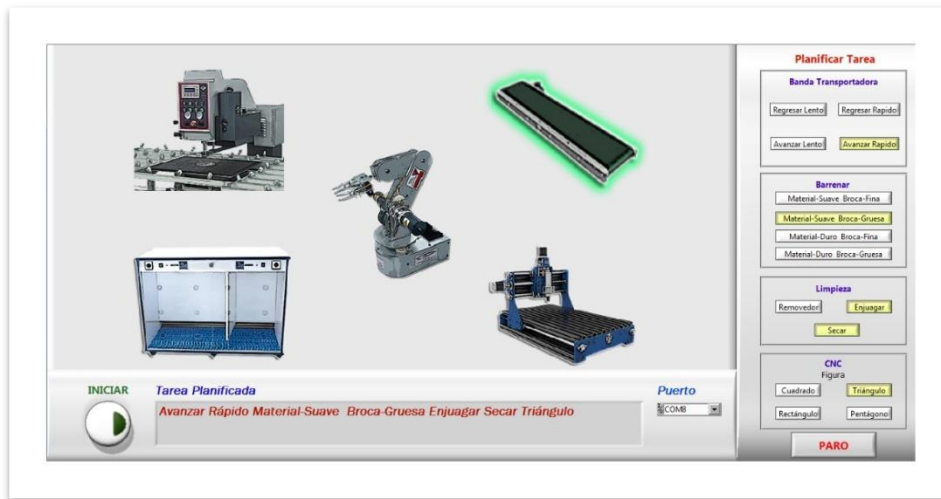 Planificar Tarea
Banda Transportadora
Regresar Lento Regresar Rapido
Avanzar Lento Avanzar Rapido
Barrenar
Material-Suave Broca-Fina
Material-Suave Broca-Gruesa
Material-Duro Broca-Fina
Material-Duro Broca-Gruesa
Limpieza
Removedor Enjuagar
Secar
CNC
Figura
Cuadrado Triángulo
Rectángulo Pentágono
PARO
INICIAR
Tarea Planificada
Avanzar Rápido Material-Suave Broca-Gruesa Enjuagar Secar Triángulo
Puerto
COM8